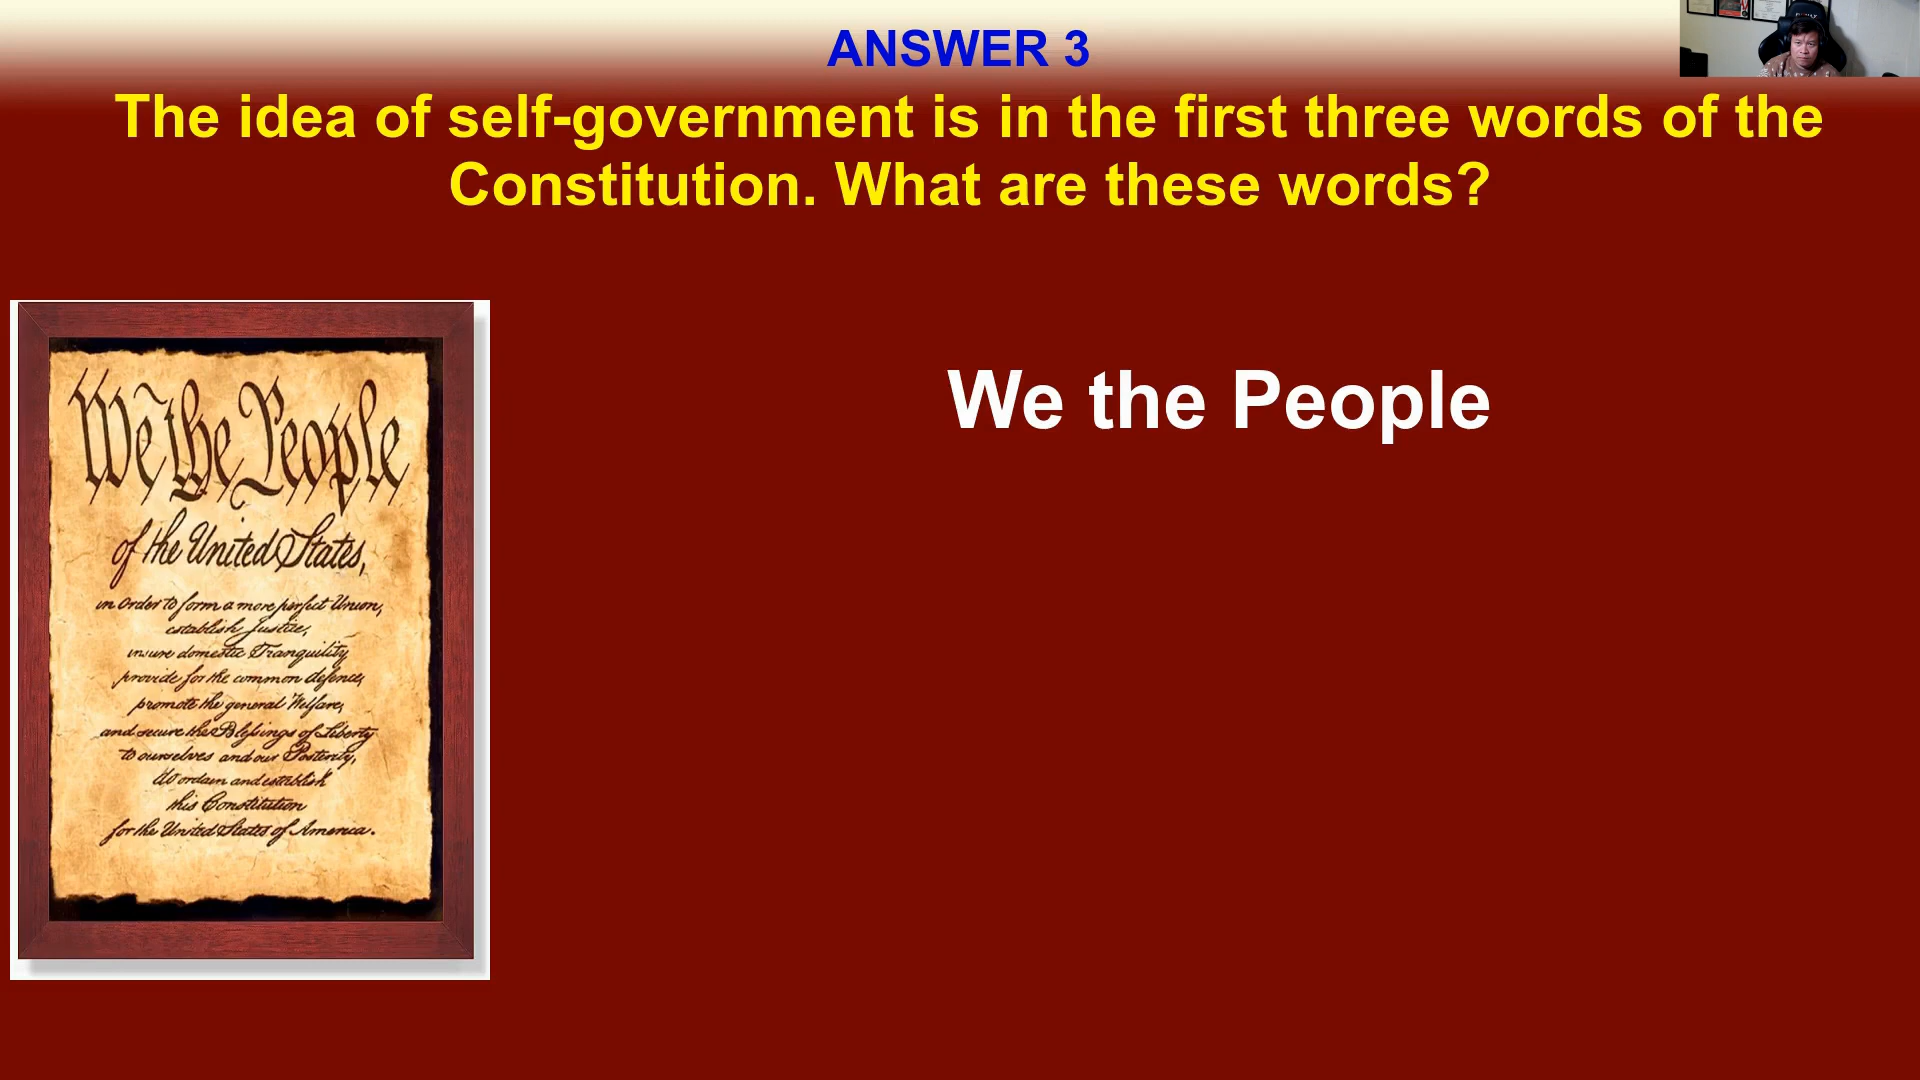 ANSWER 3
The idea of self-government is in the first three words of the
Constitution. What are these words?
We the People
We the People
of the United States,
in Order to form a more perfect Union,
establish Justice,
insure domestic Tranquility,
provide for the common defence,
promote the general Welfare,
and secure the Blessings of Liberty
to ourselves and our Posterity,
do ordain and establish
this Constitution
for the United States of America.